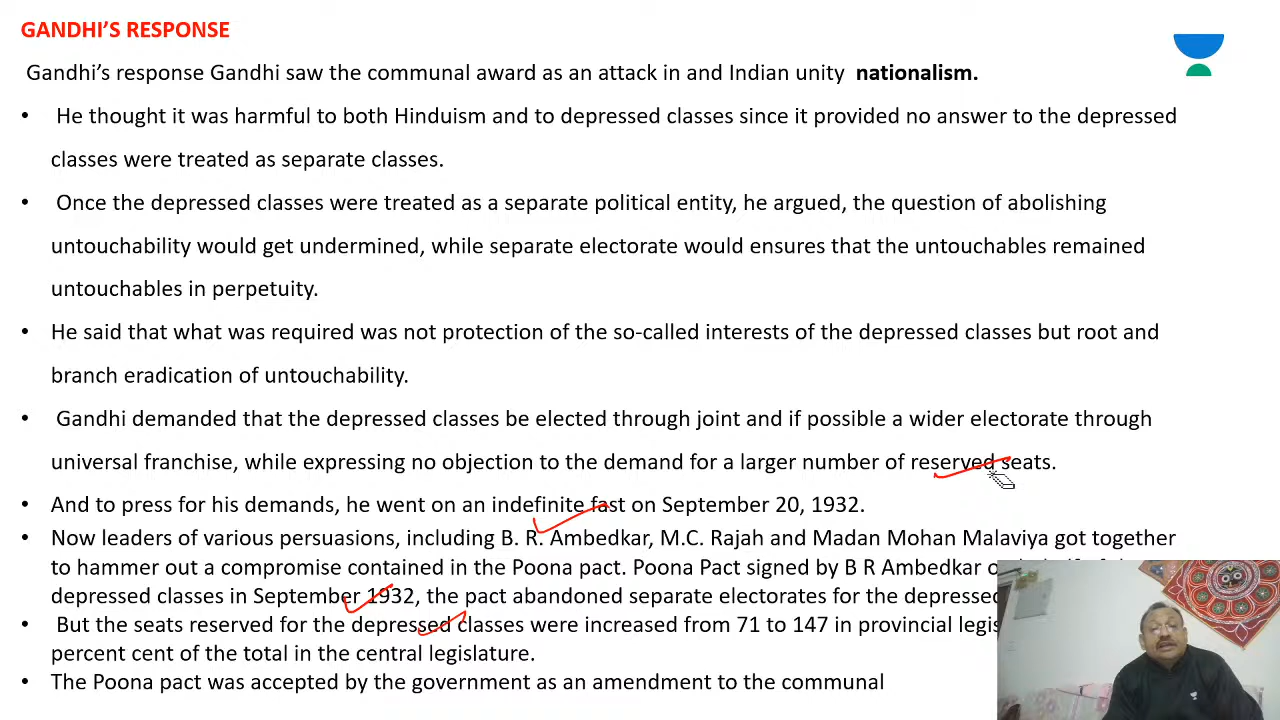 GANDHI'S RESPONSE
Gandhi's response Gandhi saw the communal award as an attack in and Indian unity nationalism.
• He thought it was harmful to both Hinduism and to depressed classes since it provided no answer to the depressed
classes were treated as separate classes.
• Once the depressed classes were treated as a separate political entity, he argued, the question of abolishing
untouchability would get undermined, while separate electorate would ensures that the untouchables remained
untouchables in perpetuity.
• He said that what was required was not protection of the so-called interests of the depressed classes but root and
branch eradication of untouchability.
• Gandhi demanded that the depressed classes be elected through joint and if possible a wider electorate through
universal franchise, while expressing no objection to the demand for a larger number of reserved seats.
• And to press for his demands, he went on an indefinite fast on September 20, 1932.
• Now leaders of various persuasions, including B. R. Ambedkar, M.C. Rajah and Madan Mohan Malaviya got together
to hammer out a compromise contained in the Poona pact. Poona Pact signed by B R Ambedkar
depressed classes in September 1932, the pact abandoned separate electorates for the depressed
• But the seats reserved for the depressed classes were increased from 71 to 147 in provincial
percent cent of the total in the central legislature.
• The Poona pact was accepted by the government as an amendment to the communal